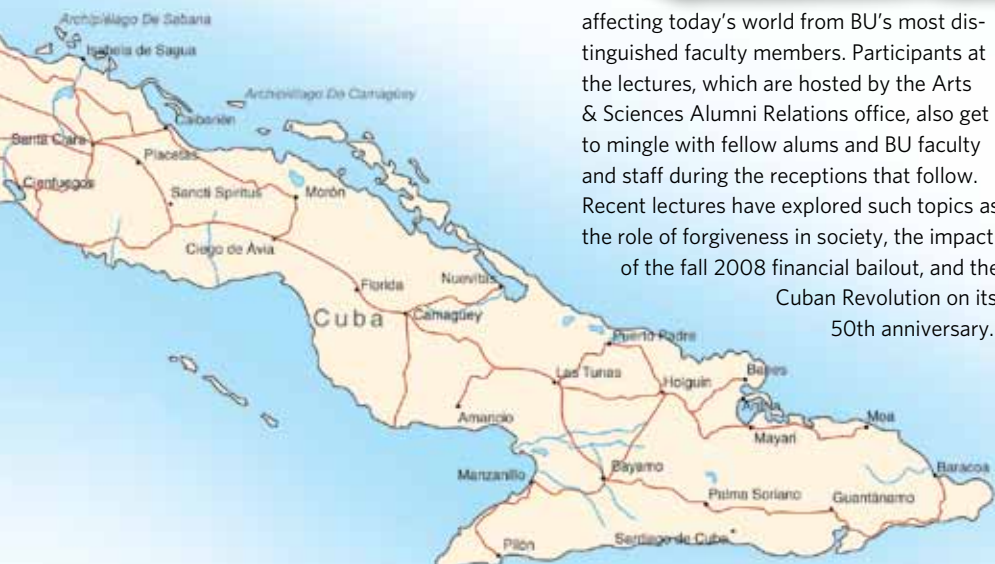 affecting today's world from BU's most dis-
tinguished faculty members. Participants at
the lectures, which are hosted by the Arts
& Sciences Alumni Relations office, also get
to mingle with fellow alums and BU faculty
and staff during the receptions that follow.
Recent lectures have explored such topics as
the role of forgiveness in society, the impact
of the fall 2008 financial bailout, and the
Cuban Revolution on its
50th anniversary.
Archipiélago De Sabana
Isabela de Sagua
Archipiélago De Camagüey
Caibarién
Santa Clara
Placetas
Cienfuegos
Sancti Spiritus
Morón
Ciego de Avia
Florida
Nuevitas
Cuba
Camagüey
Puerto Padre
Las Tunas
Holguin
Banes
Antilla
Amancio
Mayari
Moa
Manzanillo
Bayamo
Baracoa
Palma Soriano
Guantánamo
Santiago de Cuba
Pilón